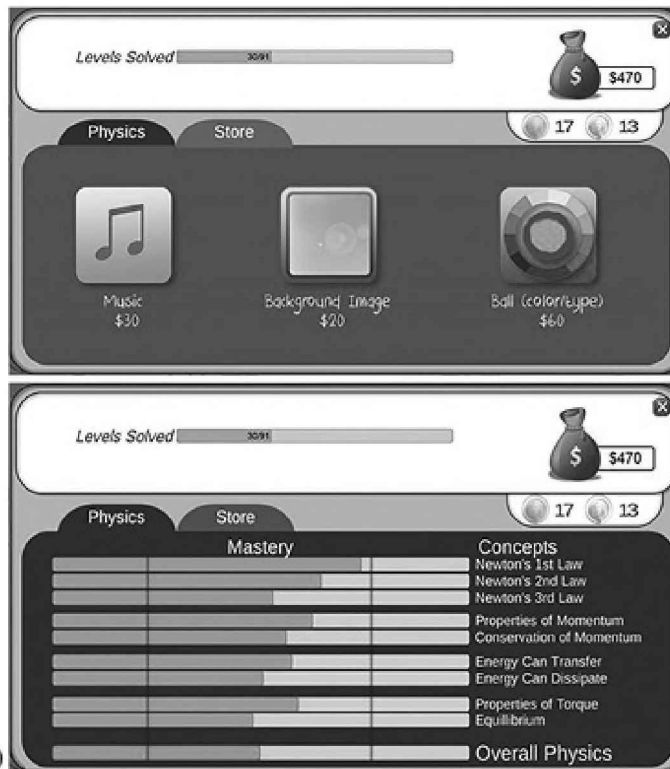 Levels Solved 30/91
$ $470
Physics Store
17 13
Music Background Image Ball (color/type)
$30 $20 $60
Levels Solved 30/91
$ $470
Physics Store
17 13
Mastery Concepts
Newton's 1st Law
Newton's 2nd Law
Newton's 3rd Law
Properties of Momentum
Conservation of Momentum
Energy Can Transfer
Energy Can Dissipate
Properties of Torque
Equillibrium
Overall Physics